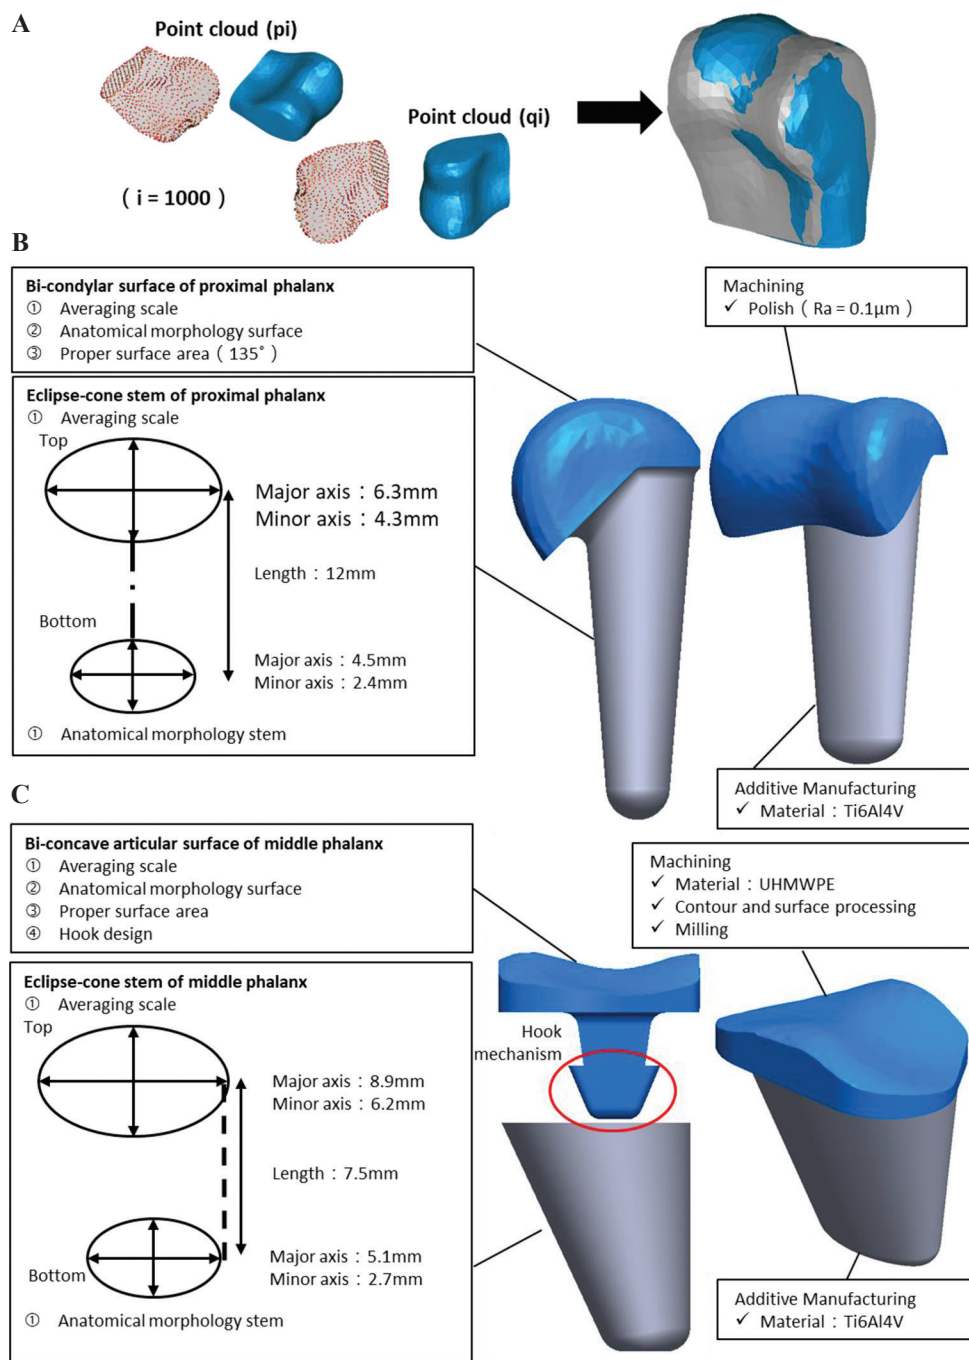 A
Point cloud (pi)
Point cloud (qi)
( i = 1000 )
B
Bi-condylar surface of proximal phalanx
① Averaging scale
② Anatomical morphology surface
③ Proper surface area ( 135° )
Machining
✓ Polish ( Ra = 0.1μm )
Eclipse-cone stem of proximal phalanx
① Averaging scale
Top
Major axis : 6.3mm
Minor axis : 4.3mm
Length : 12mm
Bottom
Major axis : 4.5mm
Minor axis : 2.4mm
① Anatomical morphology stem
Additive Manufacturing
✓ Material : Ti6Al4V
C
Bi-concave articular surface of middle phalanx
① Averaging scale
② Anatomical morphology surface
③ Proper surface area
④ Hook design
Machining
✓ Material : UHMWPE
✓ Contour and surface processing
✓ Milling
Eclipse-cone stem of middle phalanx
① Averaging scale
Top
Hook
mechanism
Major axis : 8.9mm
Minor axis : 6.2mm
Length : 7.5mm
Major axis : 5.1mm
Minor axis : 2.7mm
Bottom
① Anatomical morphology stem
Additive Manufacturing
✓ Material : Ti6Al4V